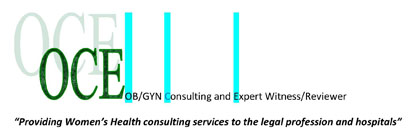 OCE
OCE
OB/GYN Consulting and Expert Witness/Reviewer
“Providing Women’s Health consulting services to the legal profession and hospitals”